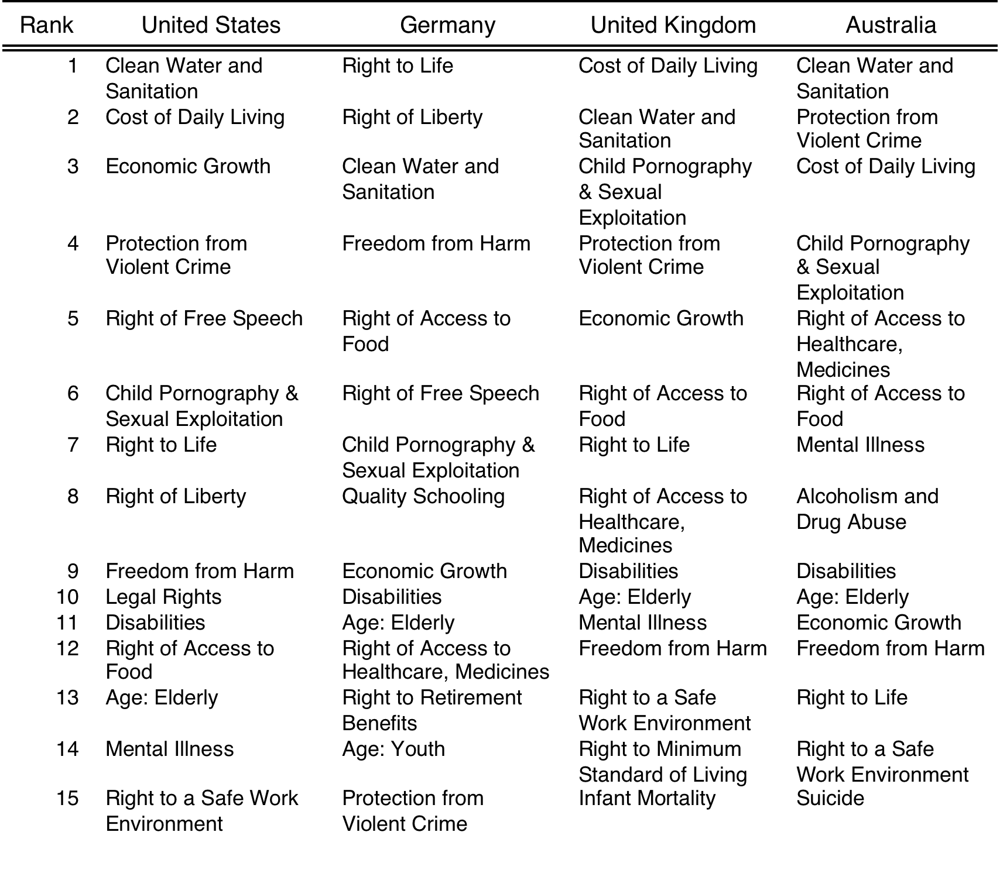 Rank United States Germany United Kingdom Australia
1 Clean Water and Right to Life Cost of Daily Living Clean Water and
Sanitation Sanitation
2 Cost of Daily Living Right of Liberty Clean Water and Protection from
Sanitation Violent Crime
3 Economic Growth Clean Water and Child Pornography Cost of Daily Living
Sanitation & Sexual
Exploitation
4 Protection from Freedom from Harm Protection from Child Pornography
Violent Crime Violent Crime & Sexual
Exploitation
5 Right of Free Speech Right of Access to Economic Growth Right of Access to
Food Healthcare,
Medicines
6 Child Pornography & Right of Free Speech Right of Access to Right of Access to
Sexual Exploitation Food Food
7 Right to Life Child Pornography & Right to Life Mental Illness
Sexual Exploitation
8 Right of Liberty Quality Schooling Right of Access to Alcoholism and
Healthcare, Drug Abuse
Medicines
9 Freedom from Harm Economic Growth Disabilities Disabilities
10 Legal Rights Disabilities Age: Elderly Age: Elderly
11 Disabilities Age: Elderly Mental Illness Economic Growth
12 Right of Access to Right of Access to Freedom from Harm Freedom from Harm
Food Healthcare, Medicines
13 Age: Elderly Right to Retirement Right to a Safe Right to Life
Benefits Work Environment
14 Mental Illness Age: Youth Right to Minimum Right to a Safe
Standard of Living Work Environment
15 Right to a Safe Work Protection from Infant Mortality Suicide
Environment Violent Crime